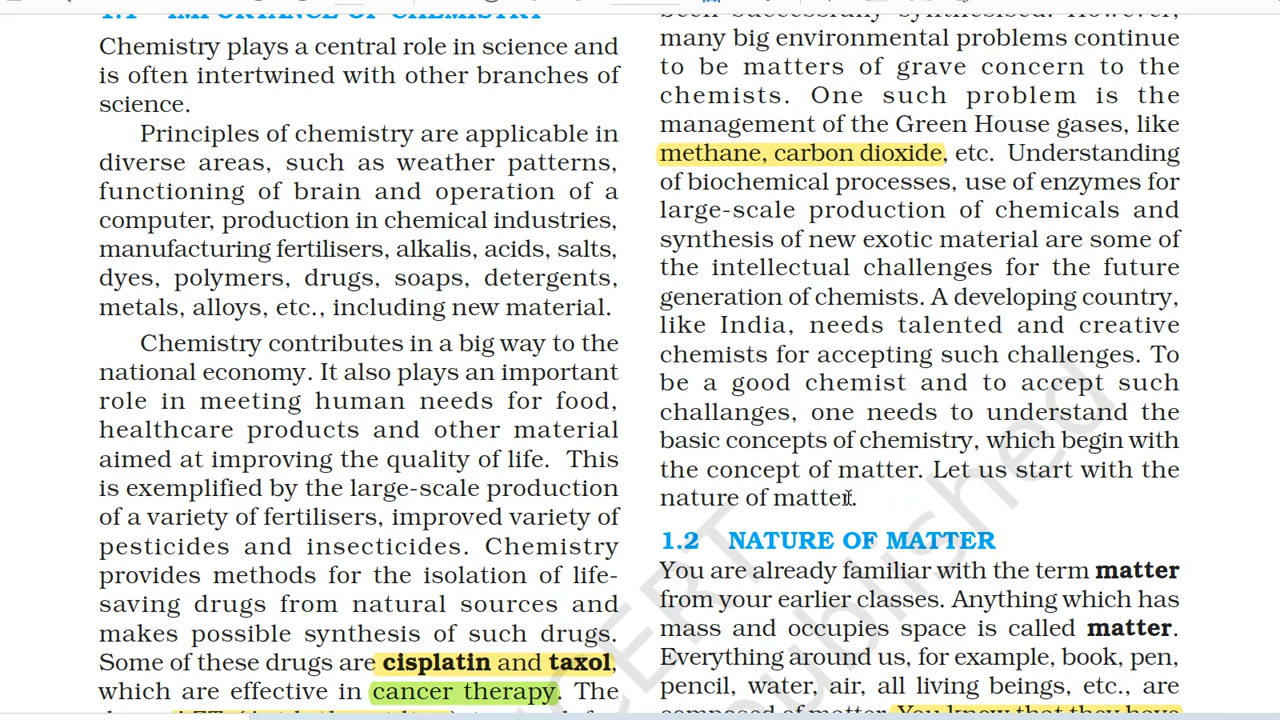 1.1 IMPORTANCE OF CHEMISTRY
Chemistry plays a central role in science and
is often intertwined with other branches of
science.
Principles of chemistry are applicable in
diverse areas, such as weather patterns,
functioning of brain and operation of a
computer, production in chemical industries,
manufacturing fertilisers, alkalis, acids, salts,
dyes, polymers, drugs, soaps, detergents,
metals, alloys, etc., including new material.
Chemistry contributes in a big way to the
national economy. It also plays an important
role in meeting human needs for food,
healthcare products and other material
aimed at improving the quality of life. This
is exemplified by the large-scale production
of a variety of fertilisers, improved variety of
pesticides and insecticides. Chemistry
provides methods for the isolation of life-
saving drugs from natural sources and
makes possible synthesis of such drugs.
Some of these drugs are cisplatin and taxol,
which are effective in cancer therapy. The
been successfully synthesised. However,
many big environmental problems continue
to be matters of grave concern to the
chemists. One such problem is the
management of the Green House gases, like
methane, carbon dioxide, etc. Understanding
of biochemical processes, use of enzymes for
large-scale production of chemicals and
synthesis of new exotic material are some of
the intellectual challenges for the future
generation of chemists. A developing country,
like India, needs talented and creative
chemists for accepting such challenges. To
be a good chemist and to accept such
challanges, one needs to understand the
basic concepts of chemistry, which begin with
the concept of matter. Let us start with the
nature of matter.
1.2 NATURE OF MATTER
You are already familiar with the term matter
from your earlier classes. Anything which has
mass and occupies space is called matter.
Everything around us, for example, book, pen,
pencil, water, air, all living beings, etc., are
composed of matter. You know that they have